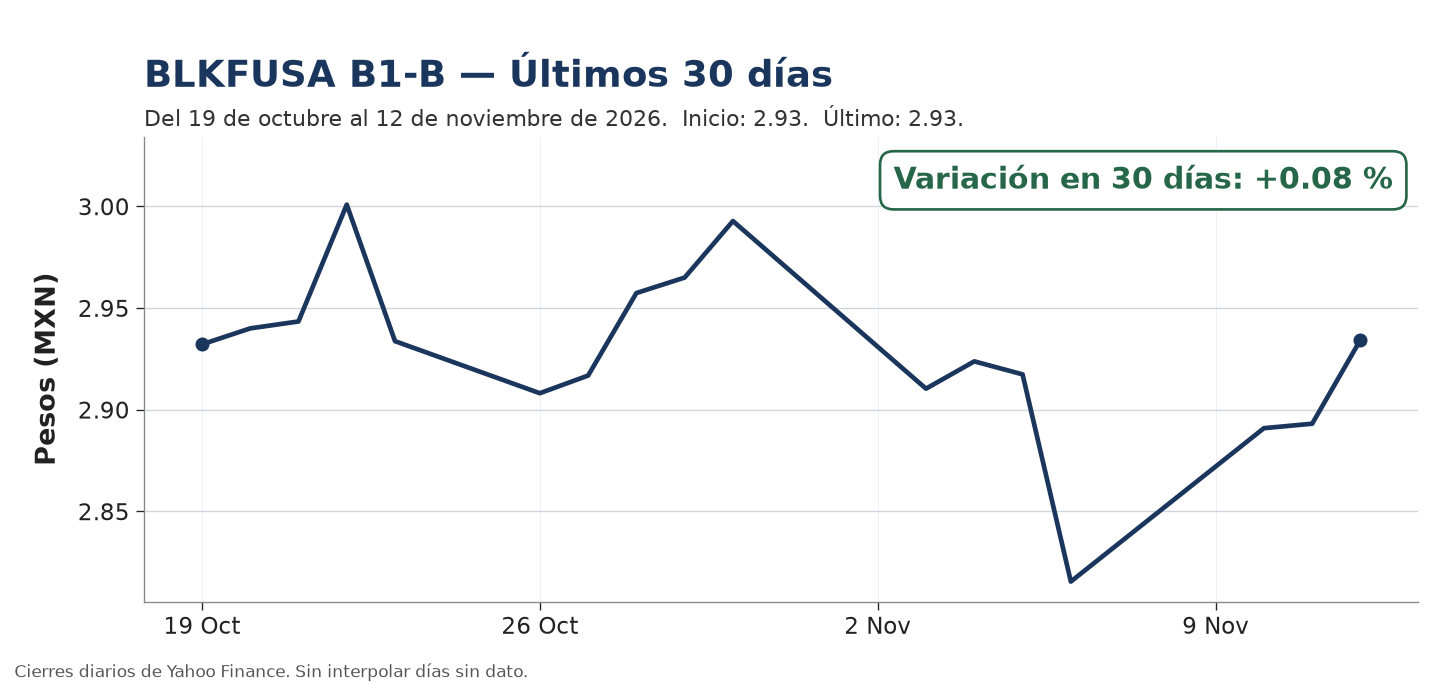 BLKFUSA B1-B — Últimos 30 días
Del 19 de octubre al 12 de noviembre de 2026.  Inicio: 2.93.  Último: 2.93.
Variación en 30 días: +0.08 %
Pesos (MXN)
3.00
2.95
2.90
2.85
19 Oct
26 Oct
2 Nov
9 Nov
Cierres diarios de Yahoo Finance. Sin interpolar días sin dato.